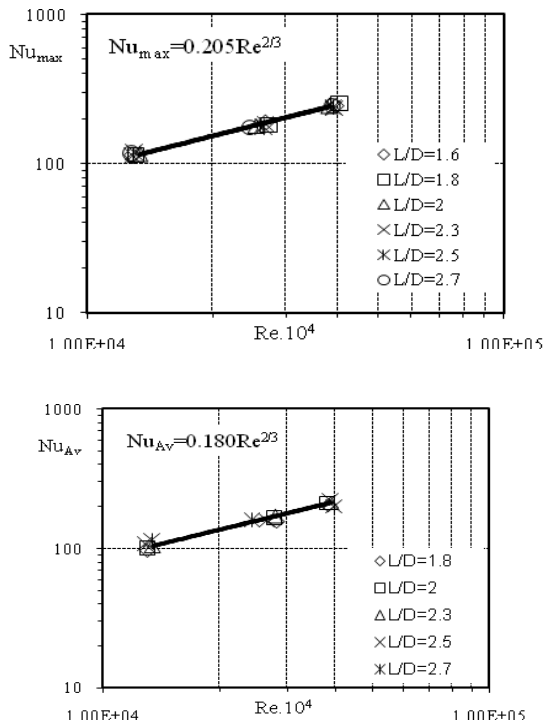 1000
Nu_max
Nu_max=0.205Re^2/3
100
◇ L/D=1.6
□ L/D=1.8
△ L/D=2
× L/D=2.3
✳ L/D=2.5
○ L/D=2.7
10
1.00E+04
Re.10^4
1.00E+05
1000
Nu_Av
Nu_Av=0.180Re^2/3
100
◇ L/D=1.8
□ L/D=2
△ L/D=2.3
× L/D=2.5
✳ L/D=2.7
10
1.00E+04
Re.10^4
1.00E+05